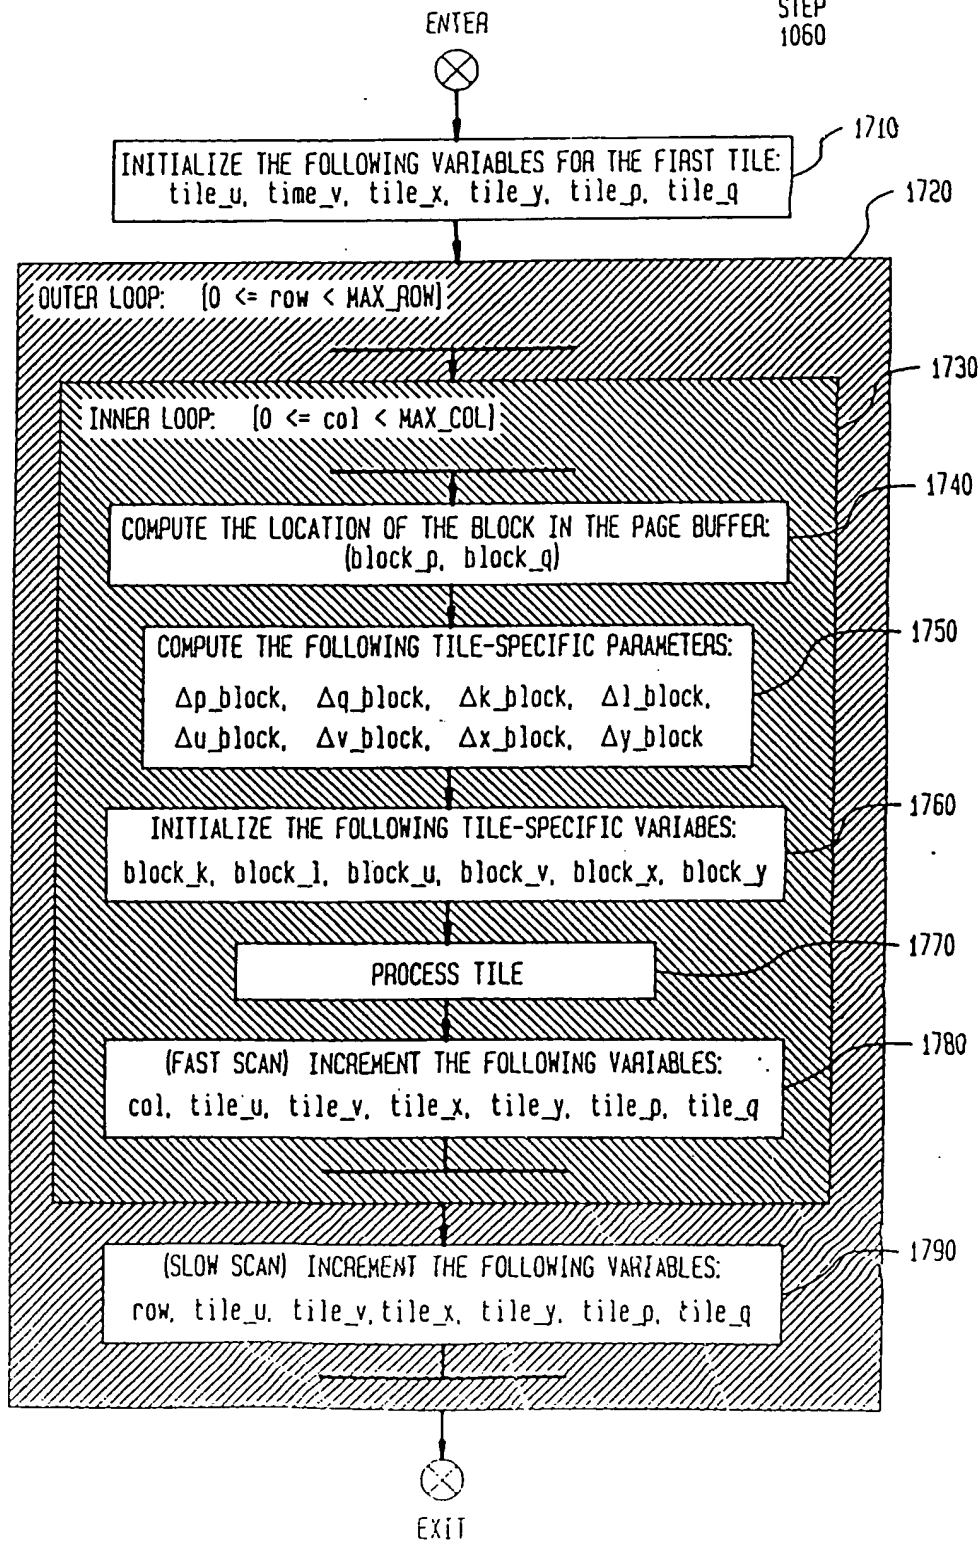 STEP
1060
ENTER
1710
INITIALIZE THE FOLLOWING VARIABLES FOR THE FIRST TILE:
tile_u, time_v, tile_x, tile_y, tile_p, tile_q
1720
OUTER LOOP: [0 <= row < MAX_ROW]
1730
INNER LOOP: [0 <= col < MAX_COL]
1740
COMPUTE THE LOCATION OF THE BLOCK IN THE PAGE BUFFER:
(block_p, block_q)
1750
COMPUTE THE FOLLOWING TILE-SPECIFIC PARAMETERS:
Δp_block, Δq_block, Δk_block, Δl_block,
Δu_block, Δv_block, Δx_block, Δy_block
1760
INITIALIZE THE FOLLOWING TILE-SPECIFIC VARIABES:
block_k, block_l, block_u, block_v, block_x, block_y
1770
PROCESS TILE
1780
(FAST SCAN) INCREMENT THE FOLLOWING VARIABLES:
col, tile_u, tile_v, tile_x, tile_y, tile_p, tile_q
1790
(SLOW SCAN) INCREMENT THE FOLLOWING VARIABLES:
row, tile_u, tile_v, tile_x, tile_y, tile_p, tile_q
EXIT